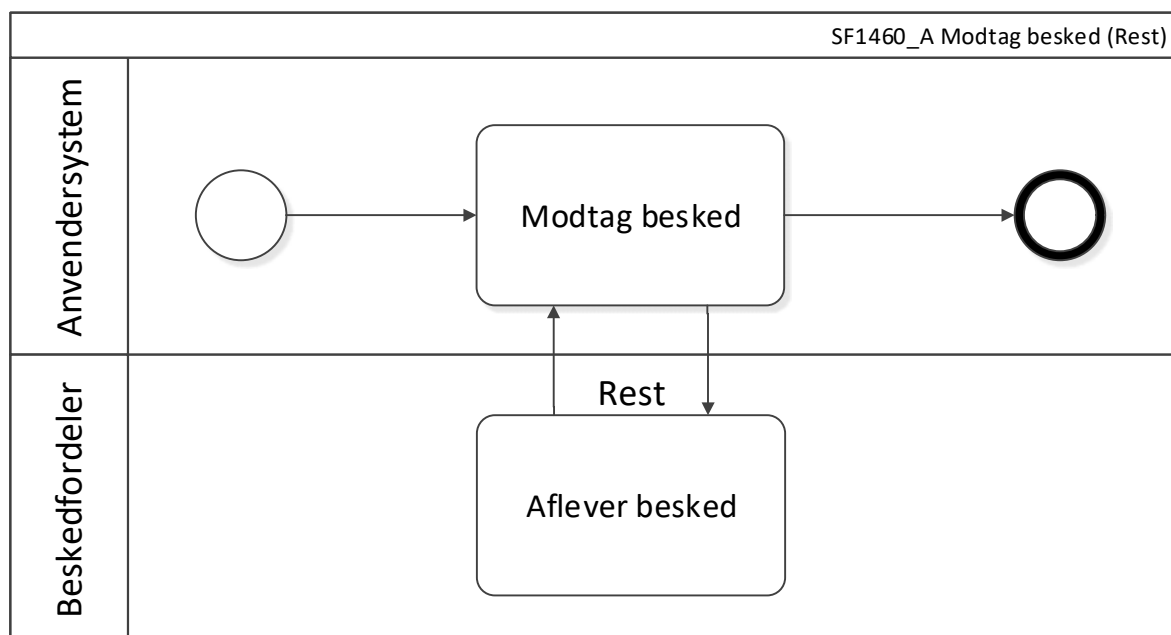 SF1460_A Modtag besked (Rest)
Anvendersystem
Modtag besked
Rest
Beskedfordeler
Aflever besked